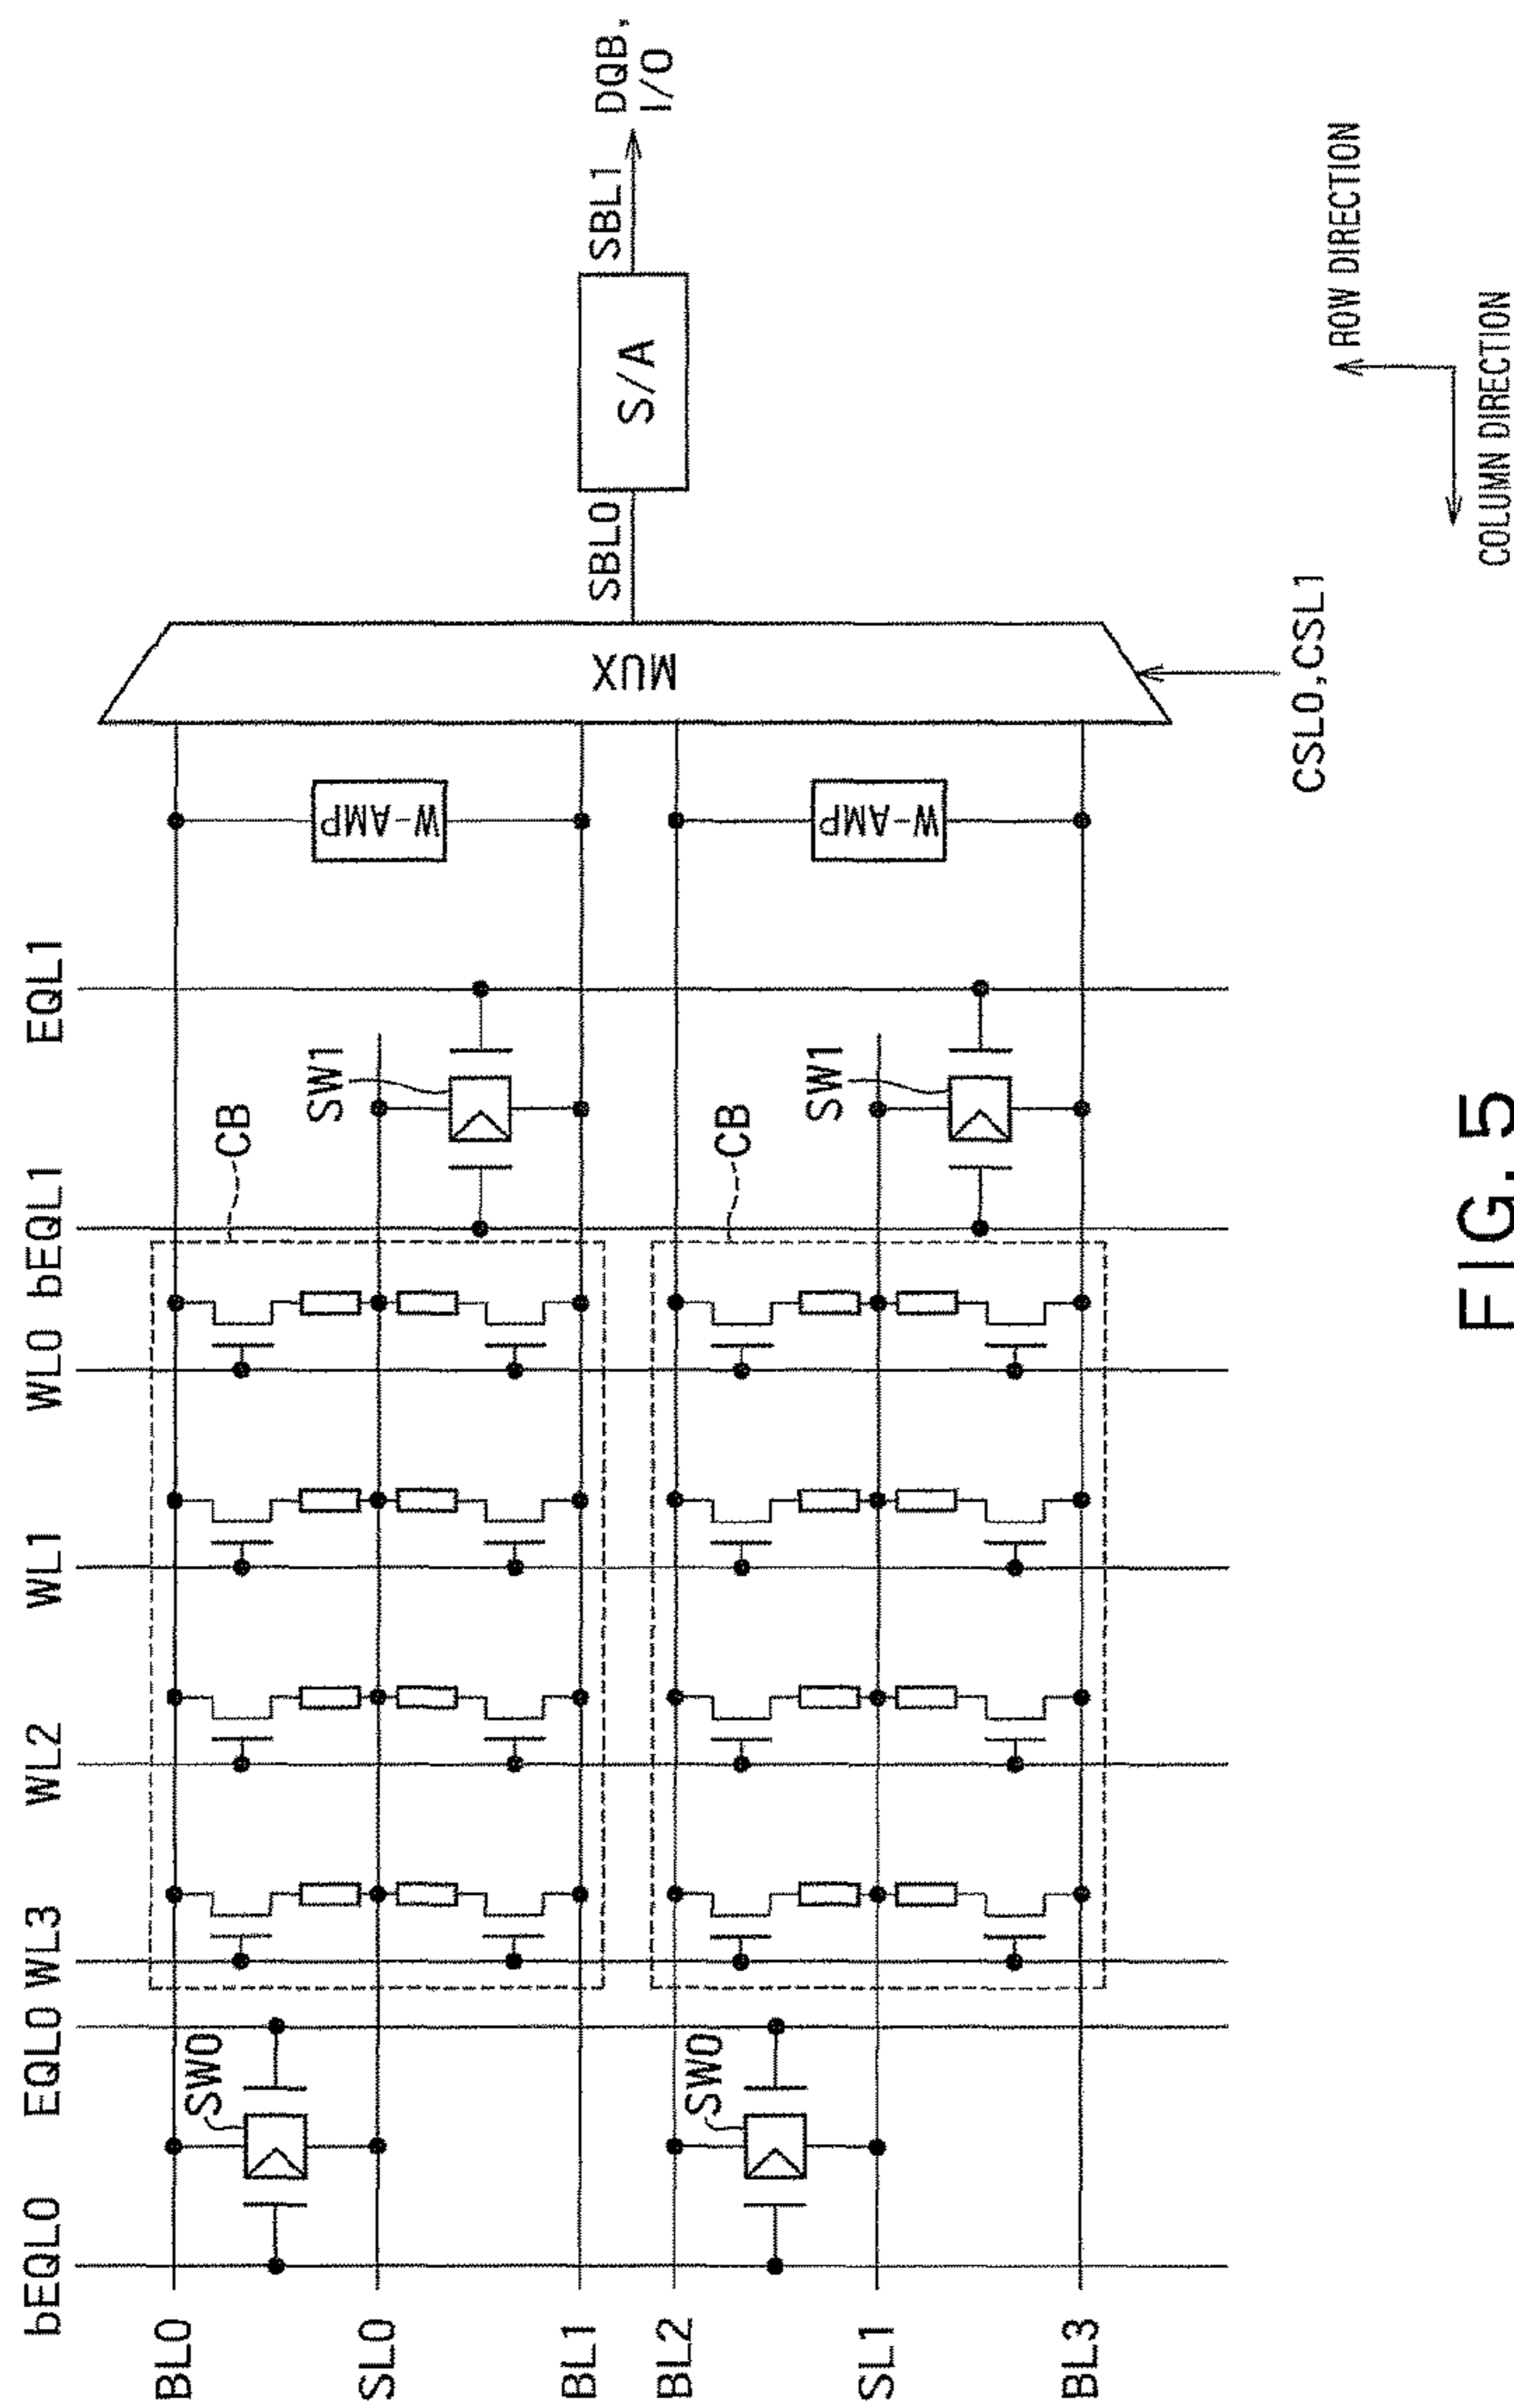 bEQL0
EQL0
WL3
WL2
WL1
WL0
bEQL1
EQL1
BL0
SW0
CB
SL0
SW1
W-AMP
BL1
BL2
SW0
CB
SL1
SW1
W-AMP
BL3
MUX
SBL0
S/A
SBL1
DQB,
I/O
CSL0,CSL1
ROW DIRECTION
COLUMN DIRECTION
FIG. 5